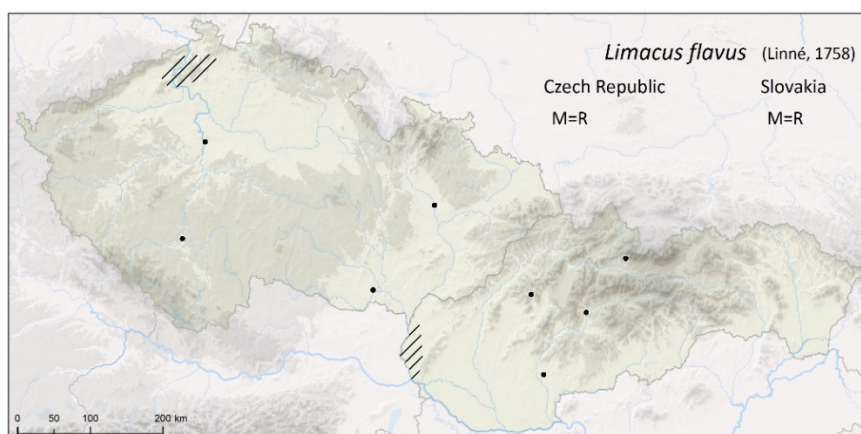 Limacus flavus (Linné, 1758)
Czech Republic Slovakia
M=R M=R
0 50 100 200 km